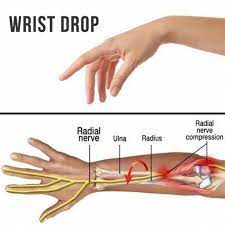 WRIST DROP
Radial
nerve
Ulna
Radius
Radial
nerve
compression